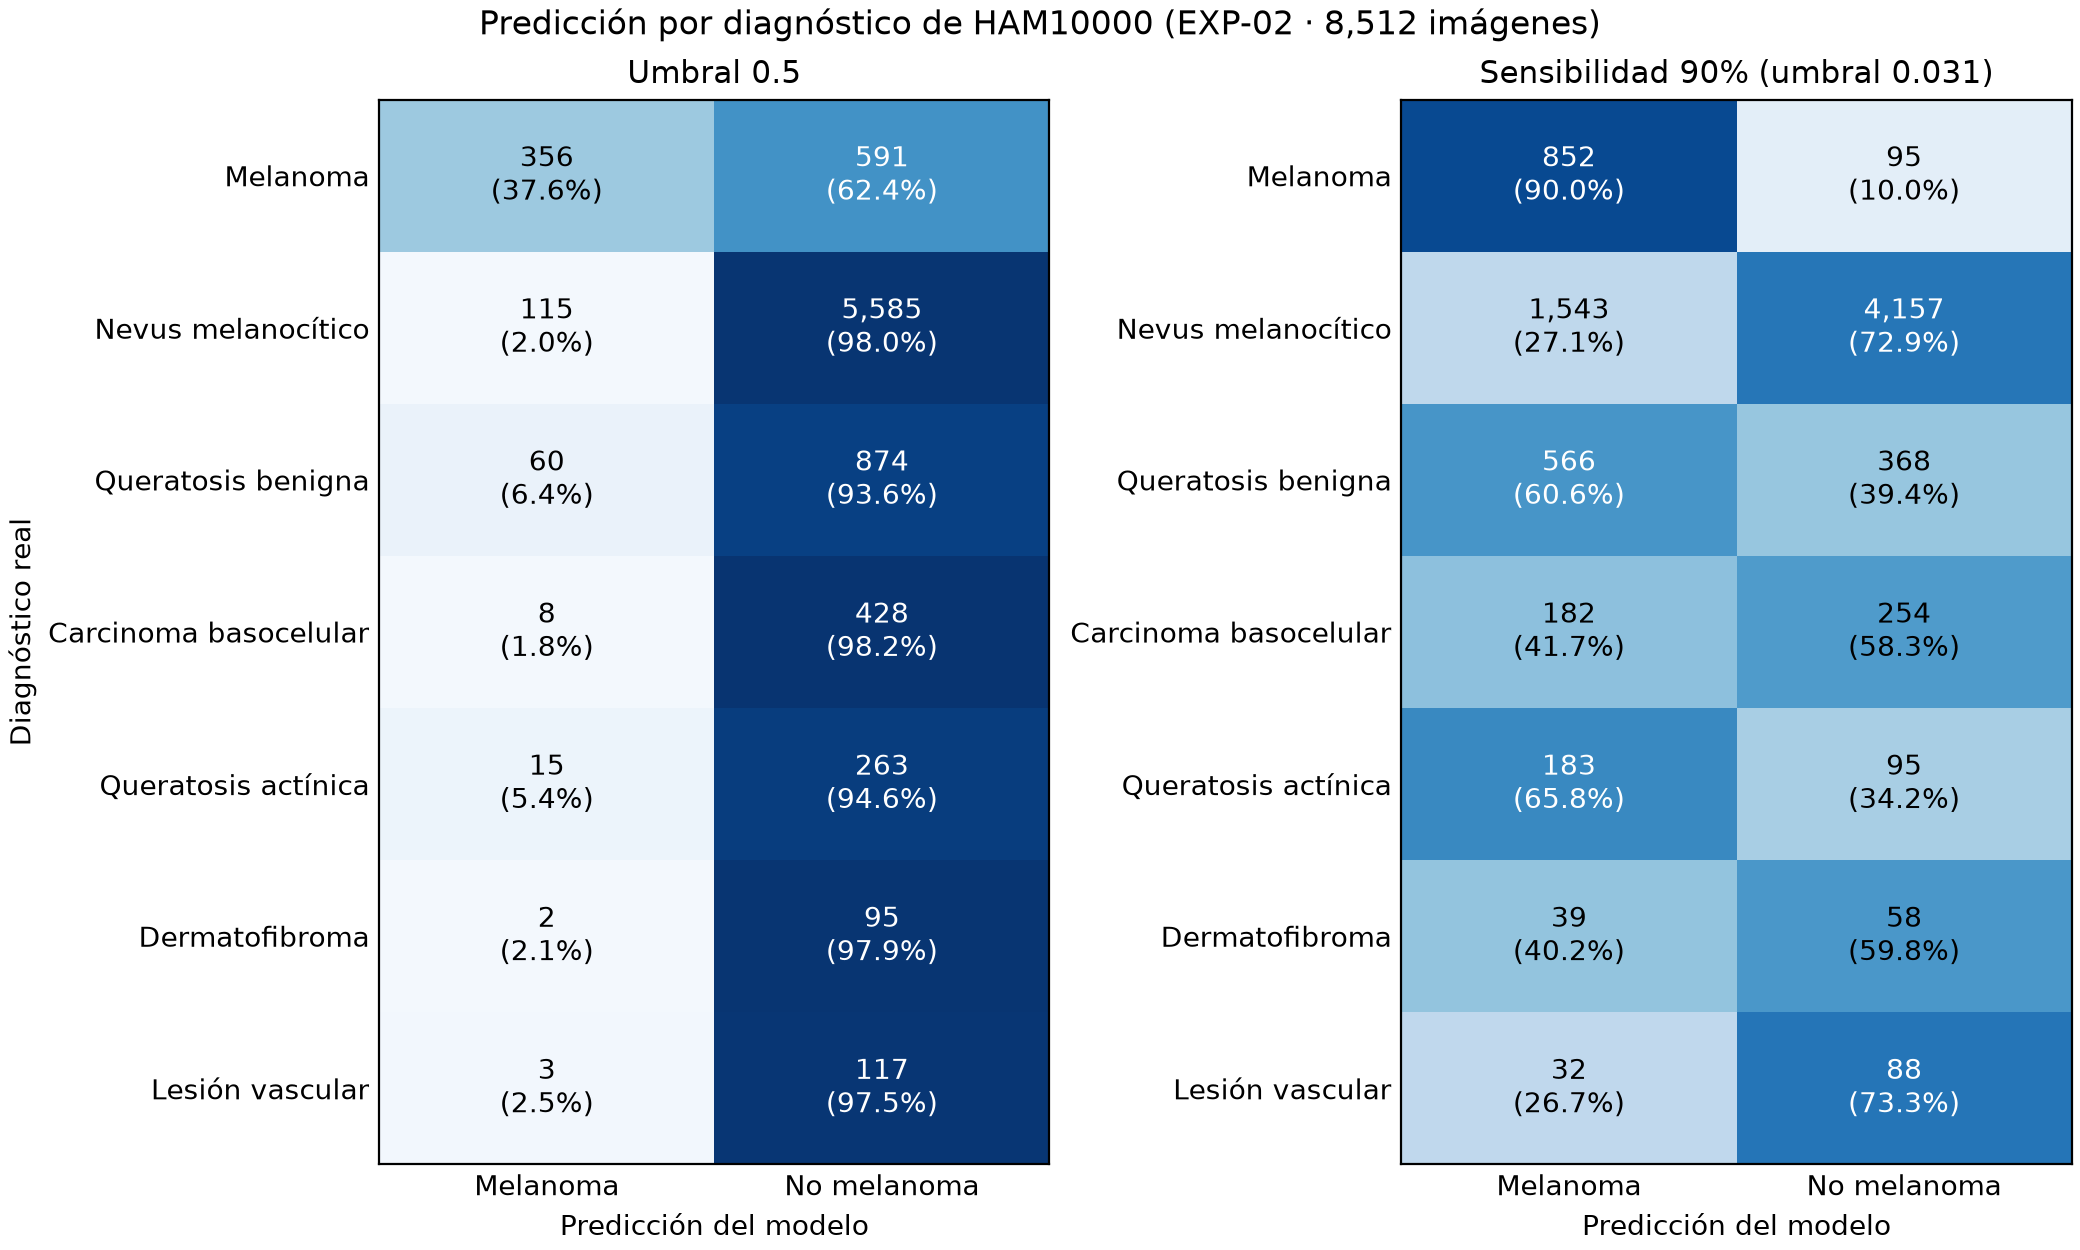 Predicción por diagnóstico de HAM10000 (EXP-02 · 8,512 imágenes)
Umbral 0.5
Diagnóstico real
Melanoma
356
(37.6%)
591
(62.4%)
Nevus melanocítico
115
(2.0%)
5,585
(98.0%)
Queratosis benigna
60
(6.4%)
874
(93.6%)
Carcinoma basocelular
8
(1.8%)
428
(98.2%)
Queratosis actínica
15
(5.4%)
263
(94.6%)
Dermatofibroma
2
(2.1%)
95
(97.9%)
Lesión vascular
3
(2.5%)
117
(97.5%)
Melanoma
No melanoma
Predicción del modelo
Sensibilidad 90% (umbral 0.031)
Melanoma
852
(90.0%)
95
(10.0%)
Nevus melanocítico
1,543
(27.1%)
4,157
(72.9%)
Queratosis benigna
566
(60.6%)
368
(39.4%)
Carcinoma basocelular
182
(41.7%)
254
(58.3%)
Queratosis actínica
183
(65.8%)
95
(34.2%)
Dermatofibroma
39
(40.2%)
58
(59.8%)
Lesión vascular
32
(26.7%)
88
(73.3%)
Melanoma
No melanoma
Predicción del modelo